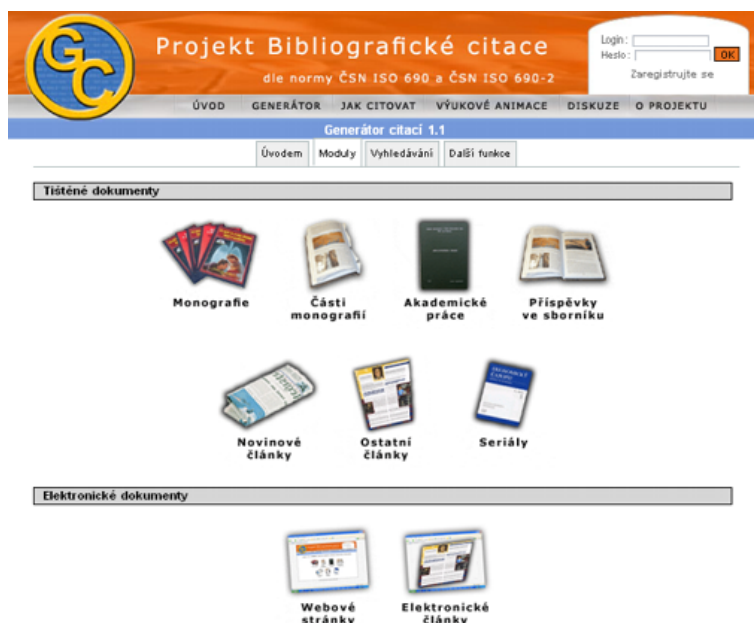 GC
Projekt Bibliografické citace
dle normy ČSN ISO 690 a ČSN ISO 690-2
Login:
Heslo:
OK
Zaregistrujte se
ÚVOD GENERÁTOR JAK CITOVAT VÝUKOVÉ ANIMACE DISKUZE O PROJEKTU
Generátor citací 1.1
Úvodem Moduly Vyhledávání Další funkce
Tištěné dokumenty
Monografie
Části
monografií
Akademické
práce
Příspěvky
ve sborníku
Novinové
články
Ostatní
články
Seriály
Elektronické dokumenty
Webové
stránky
Elektronické
články